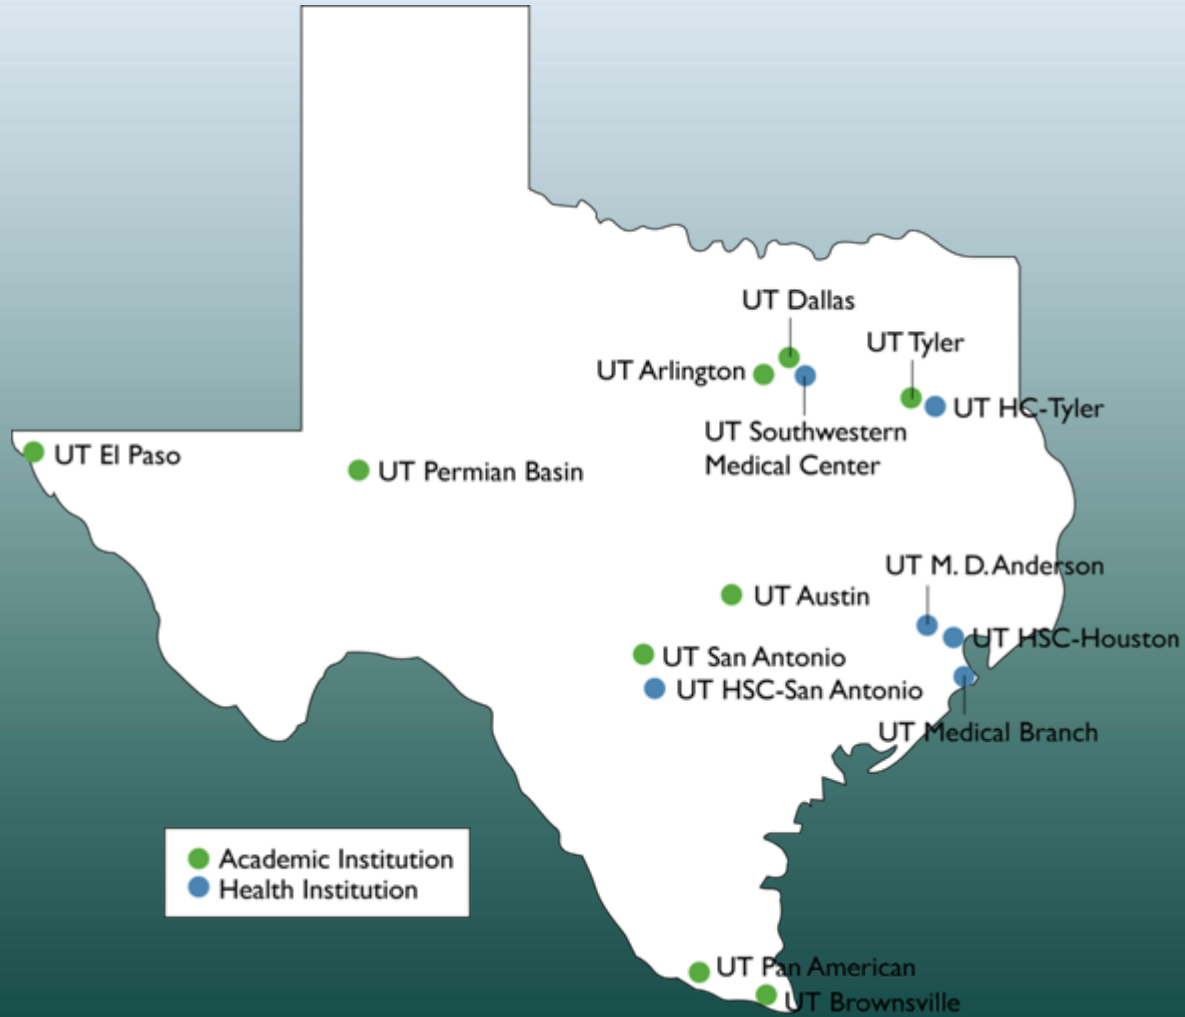 UT Dallas
UT Tyler
UT Arlington
UT HC-Tyler
UT Southwestern
Medical Center
UT El Paso
UT Permian Basin
UT M. D. Anderson
UT Austin
UT HSC-Houston
UT San Antonio
UT HSC-San Antonio
UT Medical Branch
Academic Institution
Health Institution
UT Pan American
UT Brownsville